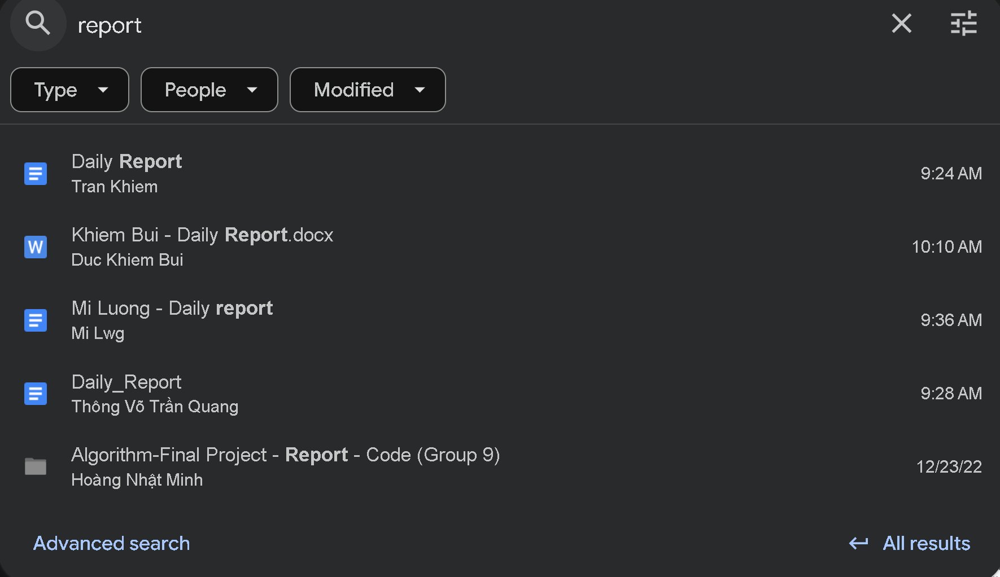 report
Type
People
Modified
Daily Report
Tran Khiem
9:24 AM
W
Khiem Bui - Daily Report.docx
Duc Khiem Bui
10:10 AM
Mi Luong - Daily report
Mi Lwg
9:36 AM
Daily_Report
Thông Võ Trần Quang
9:28 AM
Algorithm-Final Project - Report - Code (Group 9)
Hoàng Nhật Minh
12/23/22
Advanced search
All results